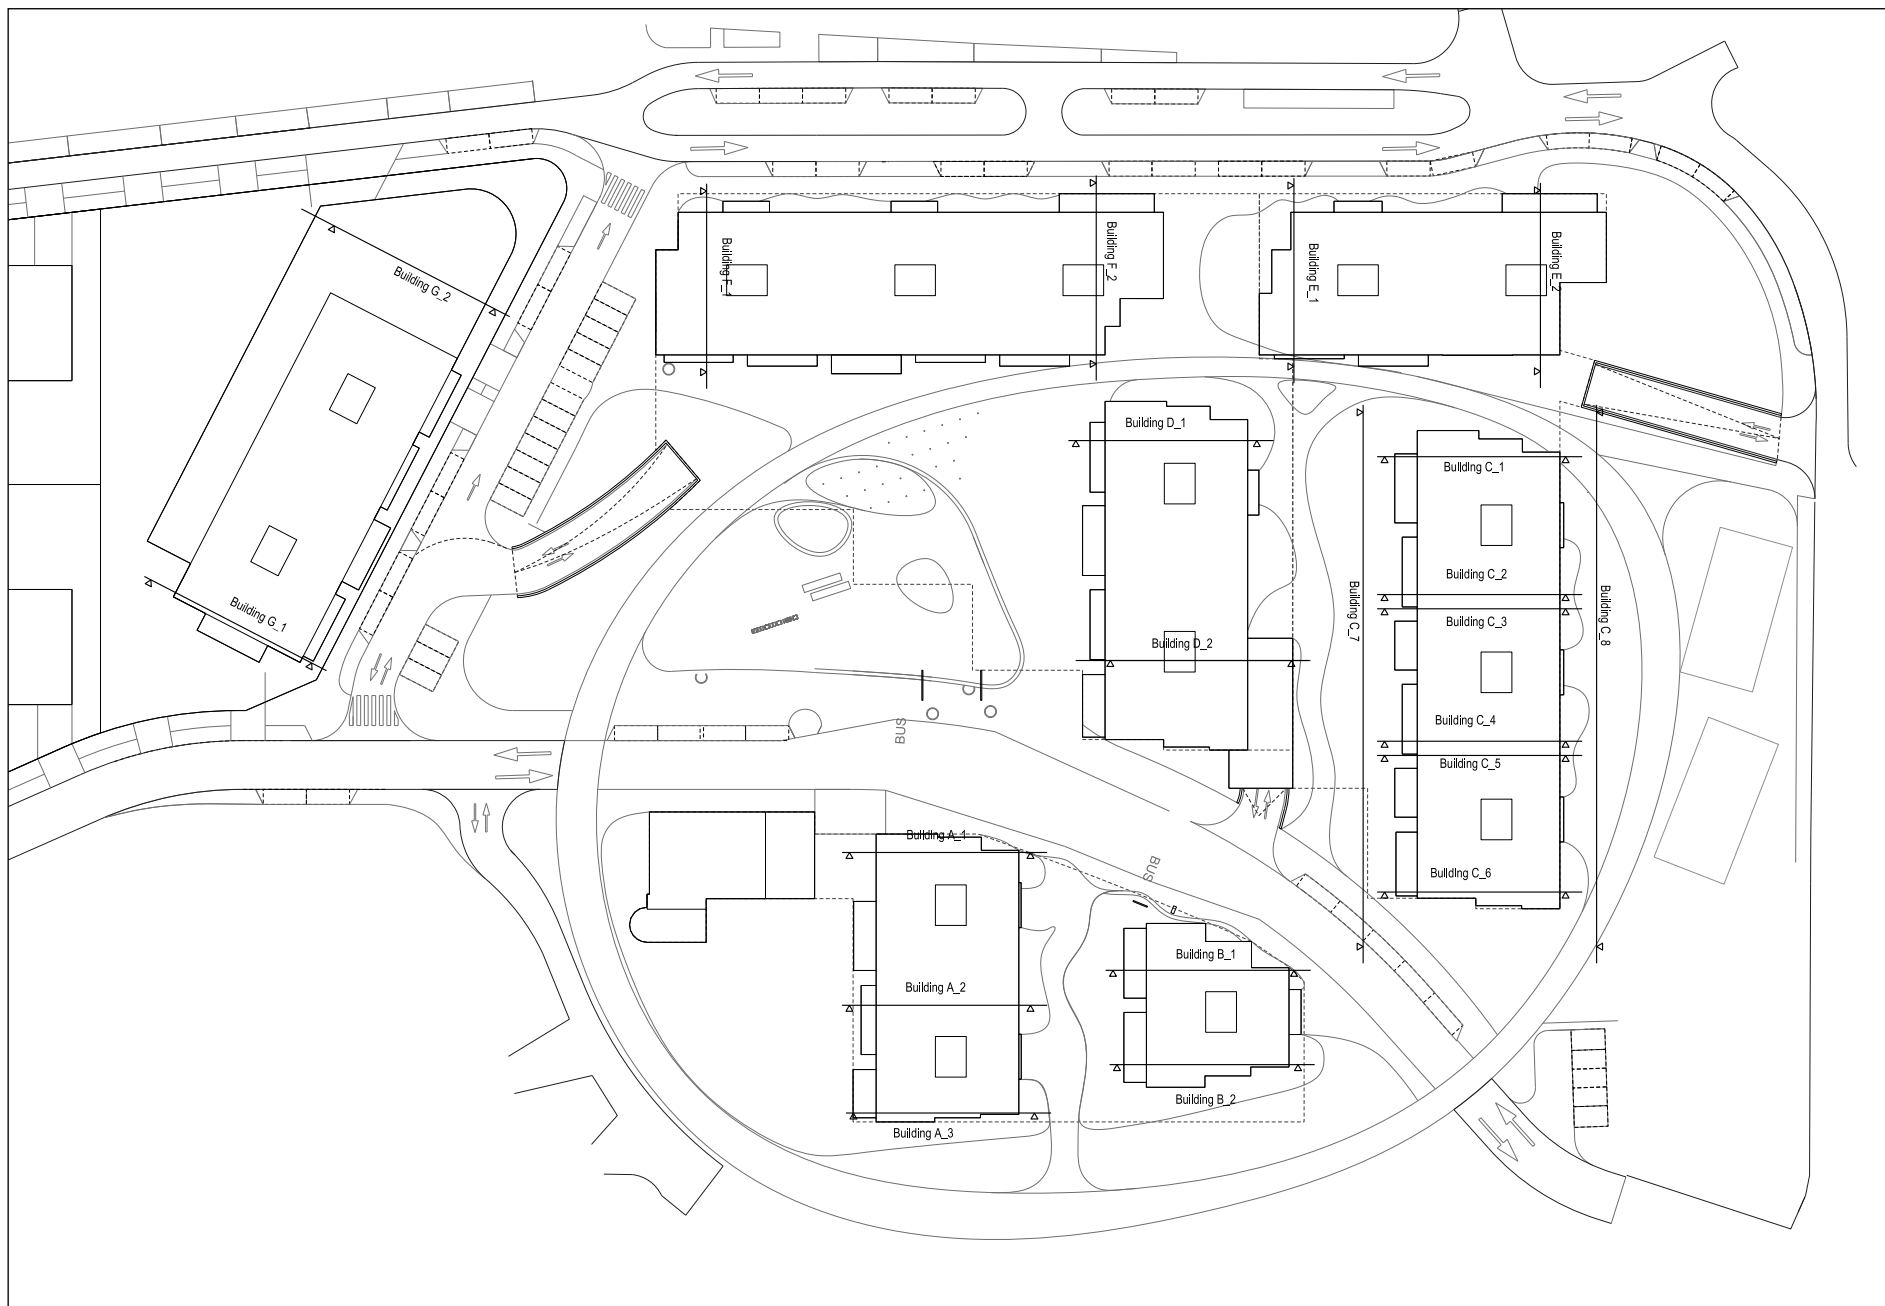 Building F_1
Building F_2
Building E_1
Building E_2
Building G_2
Building D_1
Building C_1
Building C_2
Building G_1
Building C_3
Building C_7
Building C_8
Building D_2
BUS
Building C_4
Building C_5
Building A_1
BUS
Building C_6
Building B_1
Building A_2
Building B_2
Building A_3